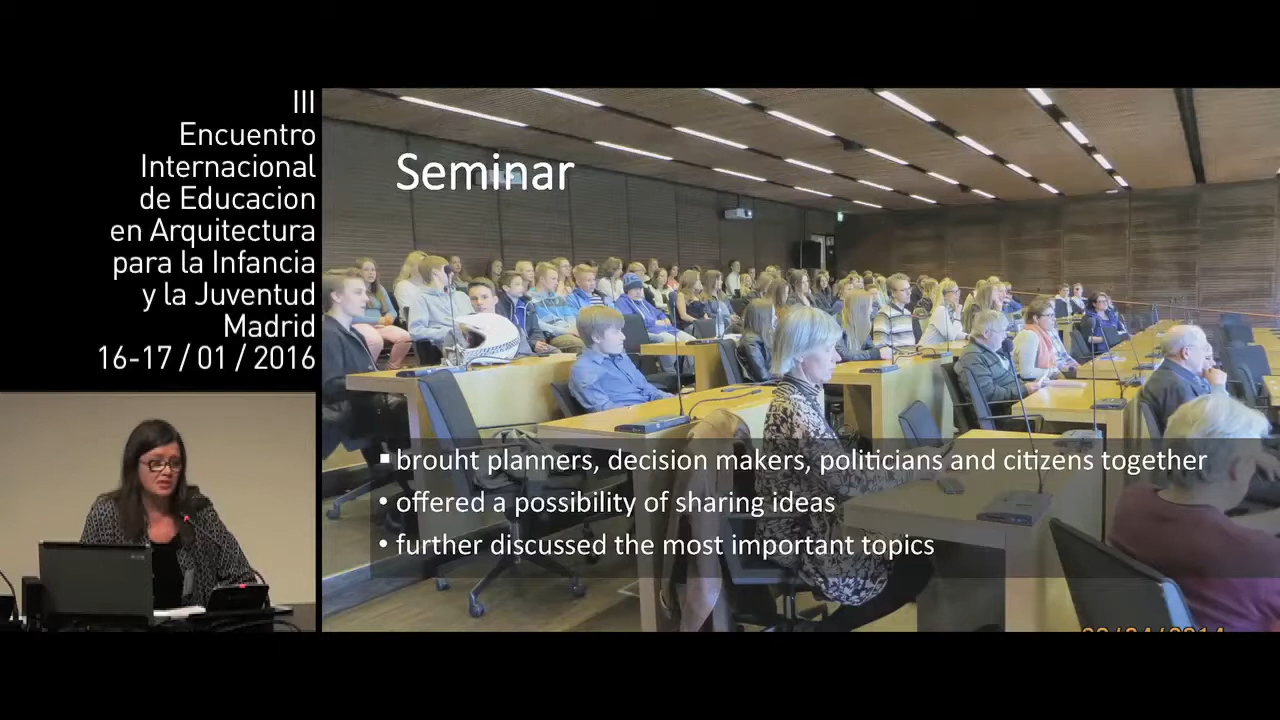 III
Encuentro
Internacional
de Educacion
en Arquitectura
para la Infancia
y la Juventud
Madrid
16-17 / 01 / 2016
Seminar
▪ brouht planners, decision makers, politicians and citizens together
• offered a possibility of sharing ideas
• further discussed the most important topics